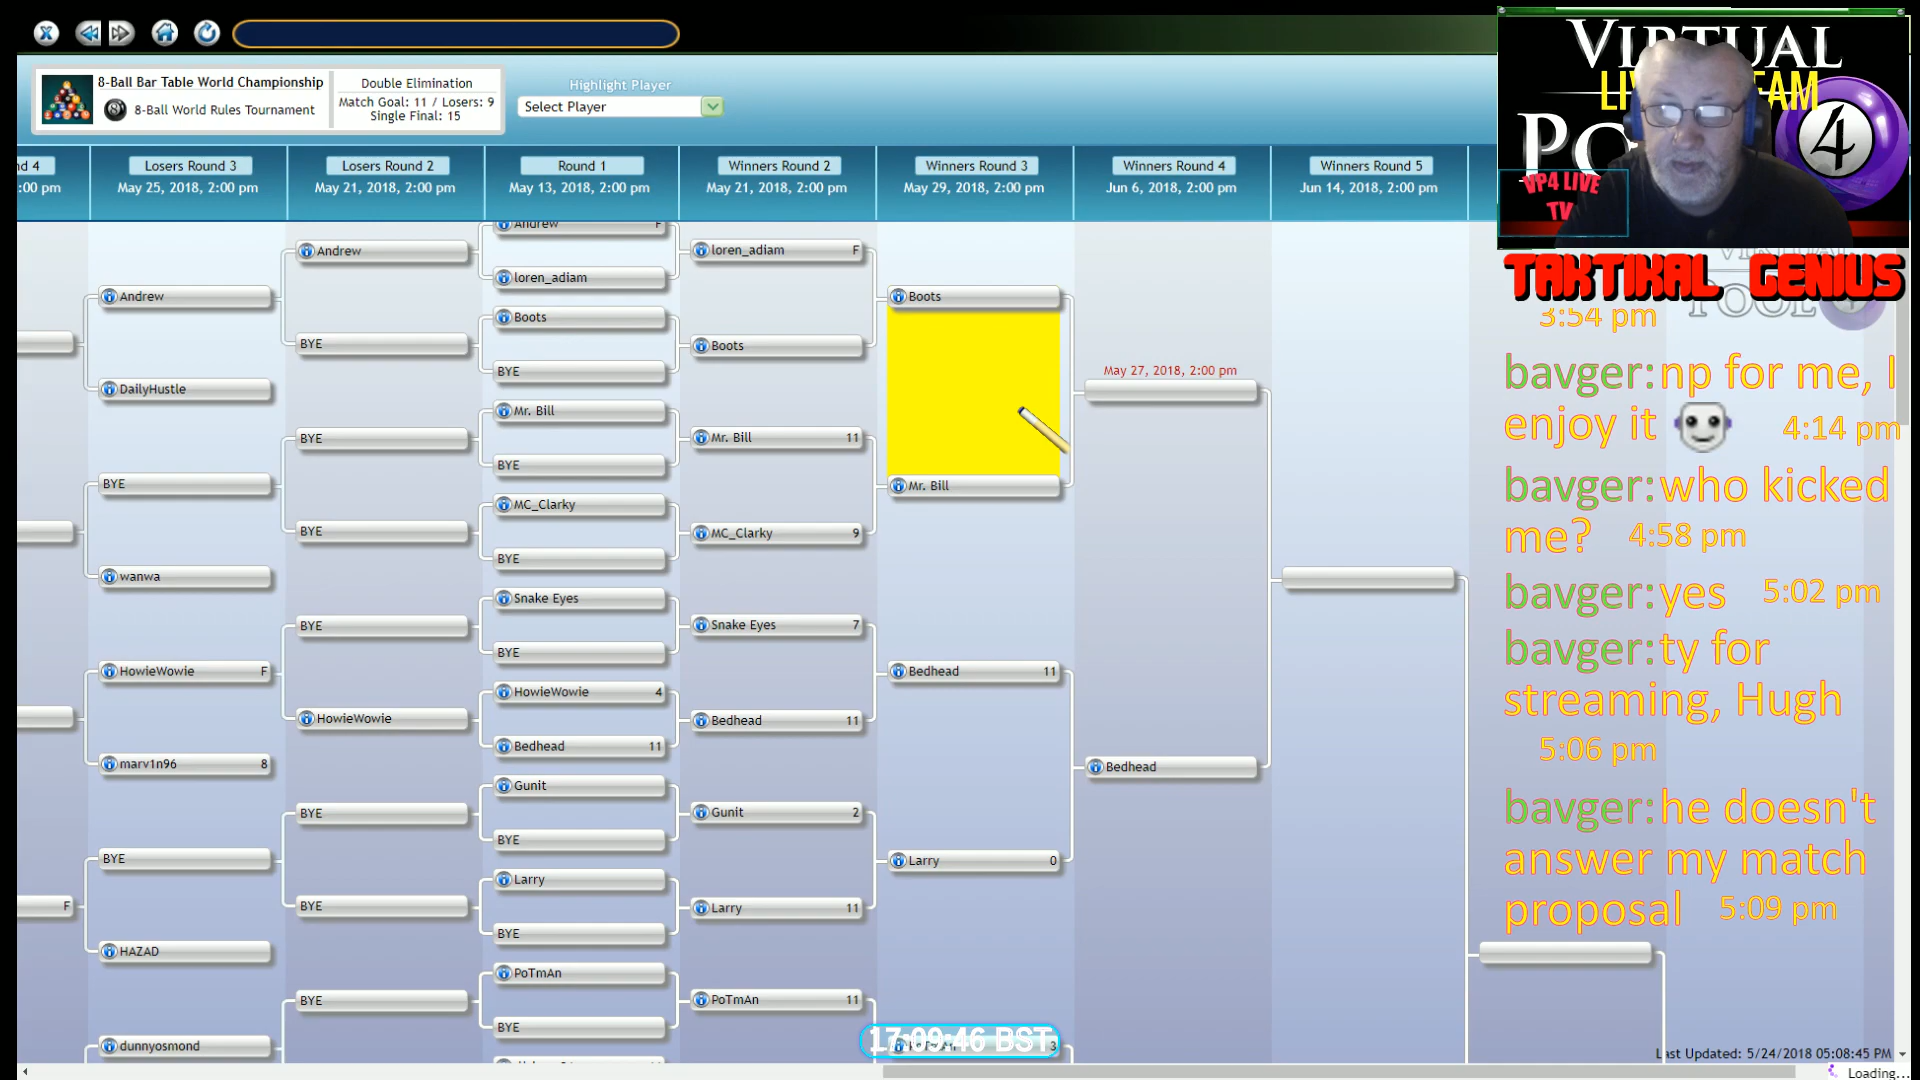 8-Ball Bar Table World Championship
8-Ball World Rules Tournament
Double Elimination
Match Goal: 11 / Losers: 9
Single Final: 15
Highlight Player
Select Player
nd 4
:00 pm
Losers Round 3
May 25, 2018, 2:00 pm
Losers Round 2
May 21, 2018, 2:00 pm
Round 1
May 13, 2018, 2:00 pm
Winners Round 2
May 21, 2018, 2:00 pm
Winners Round 3
May 29, 2018, 2:00 pm
Winners Round 4
Jun 6, 2018, 2:00 pm
Winners Round 5
Jun 14, 2018, 2:00 pm
F
Andrew
DailyHustle
BYE
wanwa
HowieWowie F
marv1n96 8
BYE
HAZAD
dunnyosmond
Andrew
BYE
BYE
BYE
BYE
HowieWowie
BYE
BYE
BYE
Andrew F
loren_adiam
Boots
BYE
Mr. Bill
BYE
MC_Clarky
BYE
Snake Eyes
BYE
HowieWowie 4
Bedhead 11
Gunit
BYE
Larry
BYE
PoTmAn
BYE
loren_adiam F
Boots
Mr. Bill 11
MC_Clarky 9
Snake Eyes 7
Bedhead 11
Gunit 2
Larry 11
PoTmAn 11
Boots
Mr. Bill
Bedhead 11
Larry 0
3
May 27, 2018, 2:00 pm
Bedhead
17:09:46 BST
VIRTUAL
4
VP4 LIVE
TV
TAKTIKAL GENIUS
VIRTUAL
POOL
3:54 pm
bavger: np for me, I
enjoy it 4:14 pm
bavger: who kicked
me? 4:58 pm
bavger: yes 5:02 pm
bavger: ty for
streaming, Hugh
5:06 pm
bavger: he doesn't
answer my match
proposal 5:09 pm
Last Updated: 5/24/2018 05:08:45 PM
Loading...